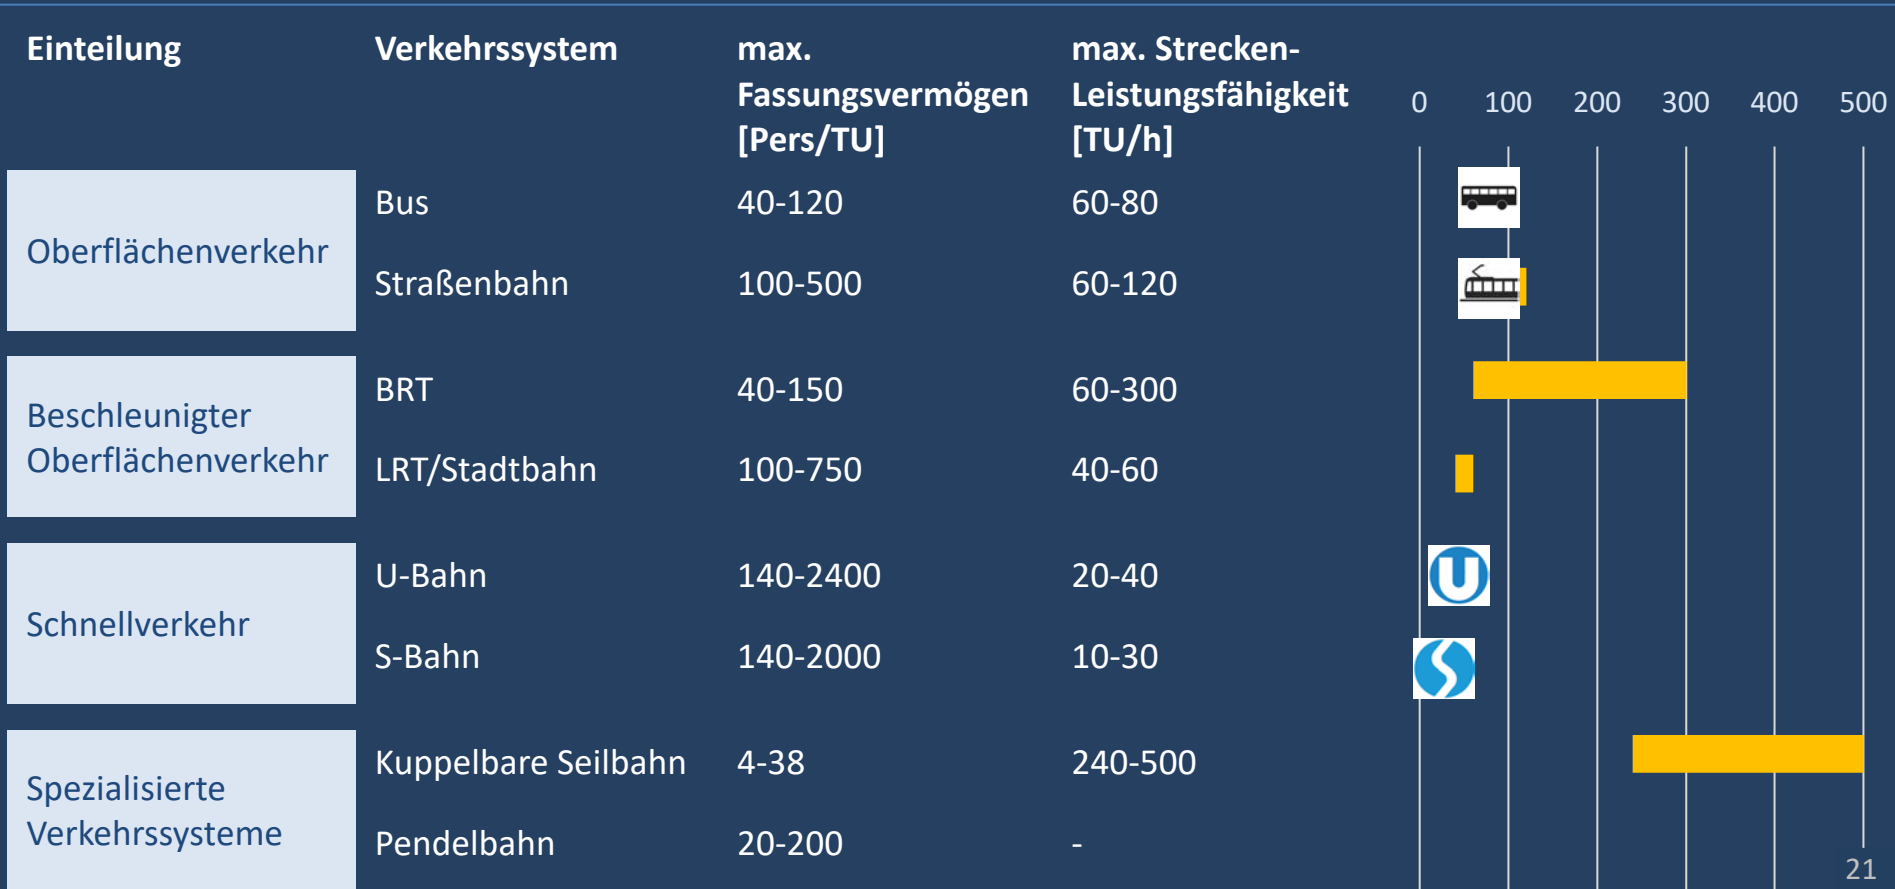 Einteilung Verkehrssystem max. max. Strecken-
Fassungsvermögen Leistungsfähigkeit 0 100 200 300 400 500
[Pers/TU] [TU/h]
Bus 40-120 60-80
Oberflächenverkehr
Straßenbahn 100-500 60-120
BRT 40-150 60-300
Beschleunigter
Oberflächenverkehr
LRT/Stadtbahn 100-750 40-60
U-Bahn 140-2400 20-40 U
Schnellverkehr
S-Bahn 140-2000 10-30 S
Kuppelbare Seilbahn 4-38 240-500
Spezialisierte
Verkehrssysteme
Pendelbahn 20-200 -
21